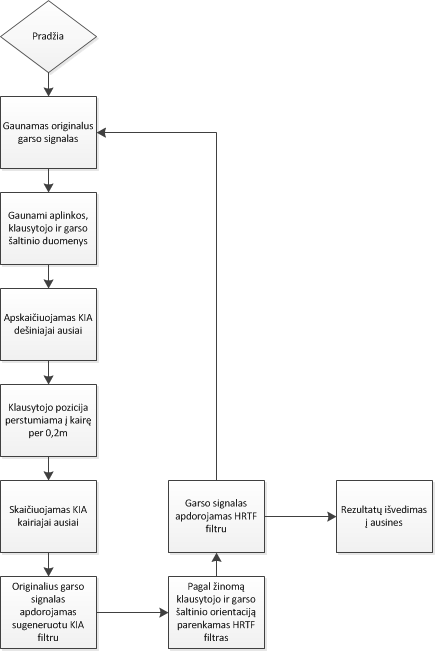 Pradžia
Gaunamas originalus
garso signalas
Gaunami aplinkos,
klausytojo ir garso
šaltinio duomenys
Apskaičiuojamas KIA
dešiniajai ausiai
Klausytojo pozicija
perstumiama į kairę
per 0,2m
Skaičiuojamas KIA
kairiajai ausiai
Originalius garso
signalas
apdorojamas
sugeneruotu KIA
filtru
Pagal žinomą
klausytojo ir garso
šaltinio orientaciją
parenkamas HRTF
filtras
Garso signalas
apdorojamas HRTF
filtru
Rezultatų išvedimas
į ausines